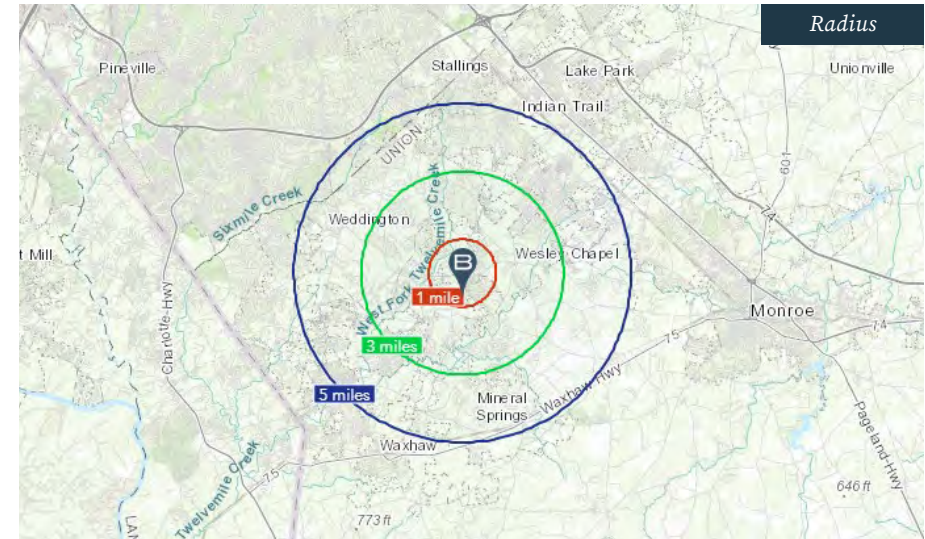 Radius
Pineville
Stallings
Lake Park
Unionville
Indian Trail
UNION
601
Sixmile Creek
Weddington
West Fork Twelvemile Creek
74
t Mill
Wesley Chapel
B
1 mile
Monroe
Charlotte-Hwy
3 miles
75
74
5 miles
Mineral
Springs
Waxhaw Hwy
Waxhaw
Pageland-Hwy
75
Twelvemile Creek
646 ft
773 ft
LAN